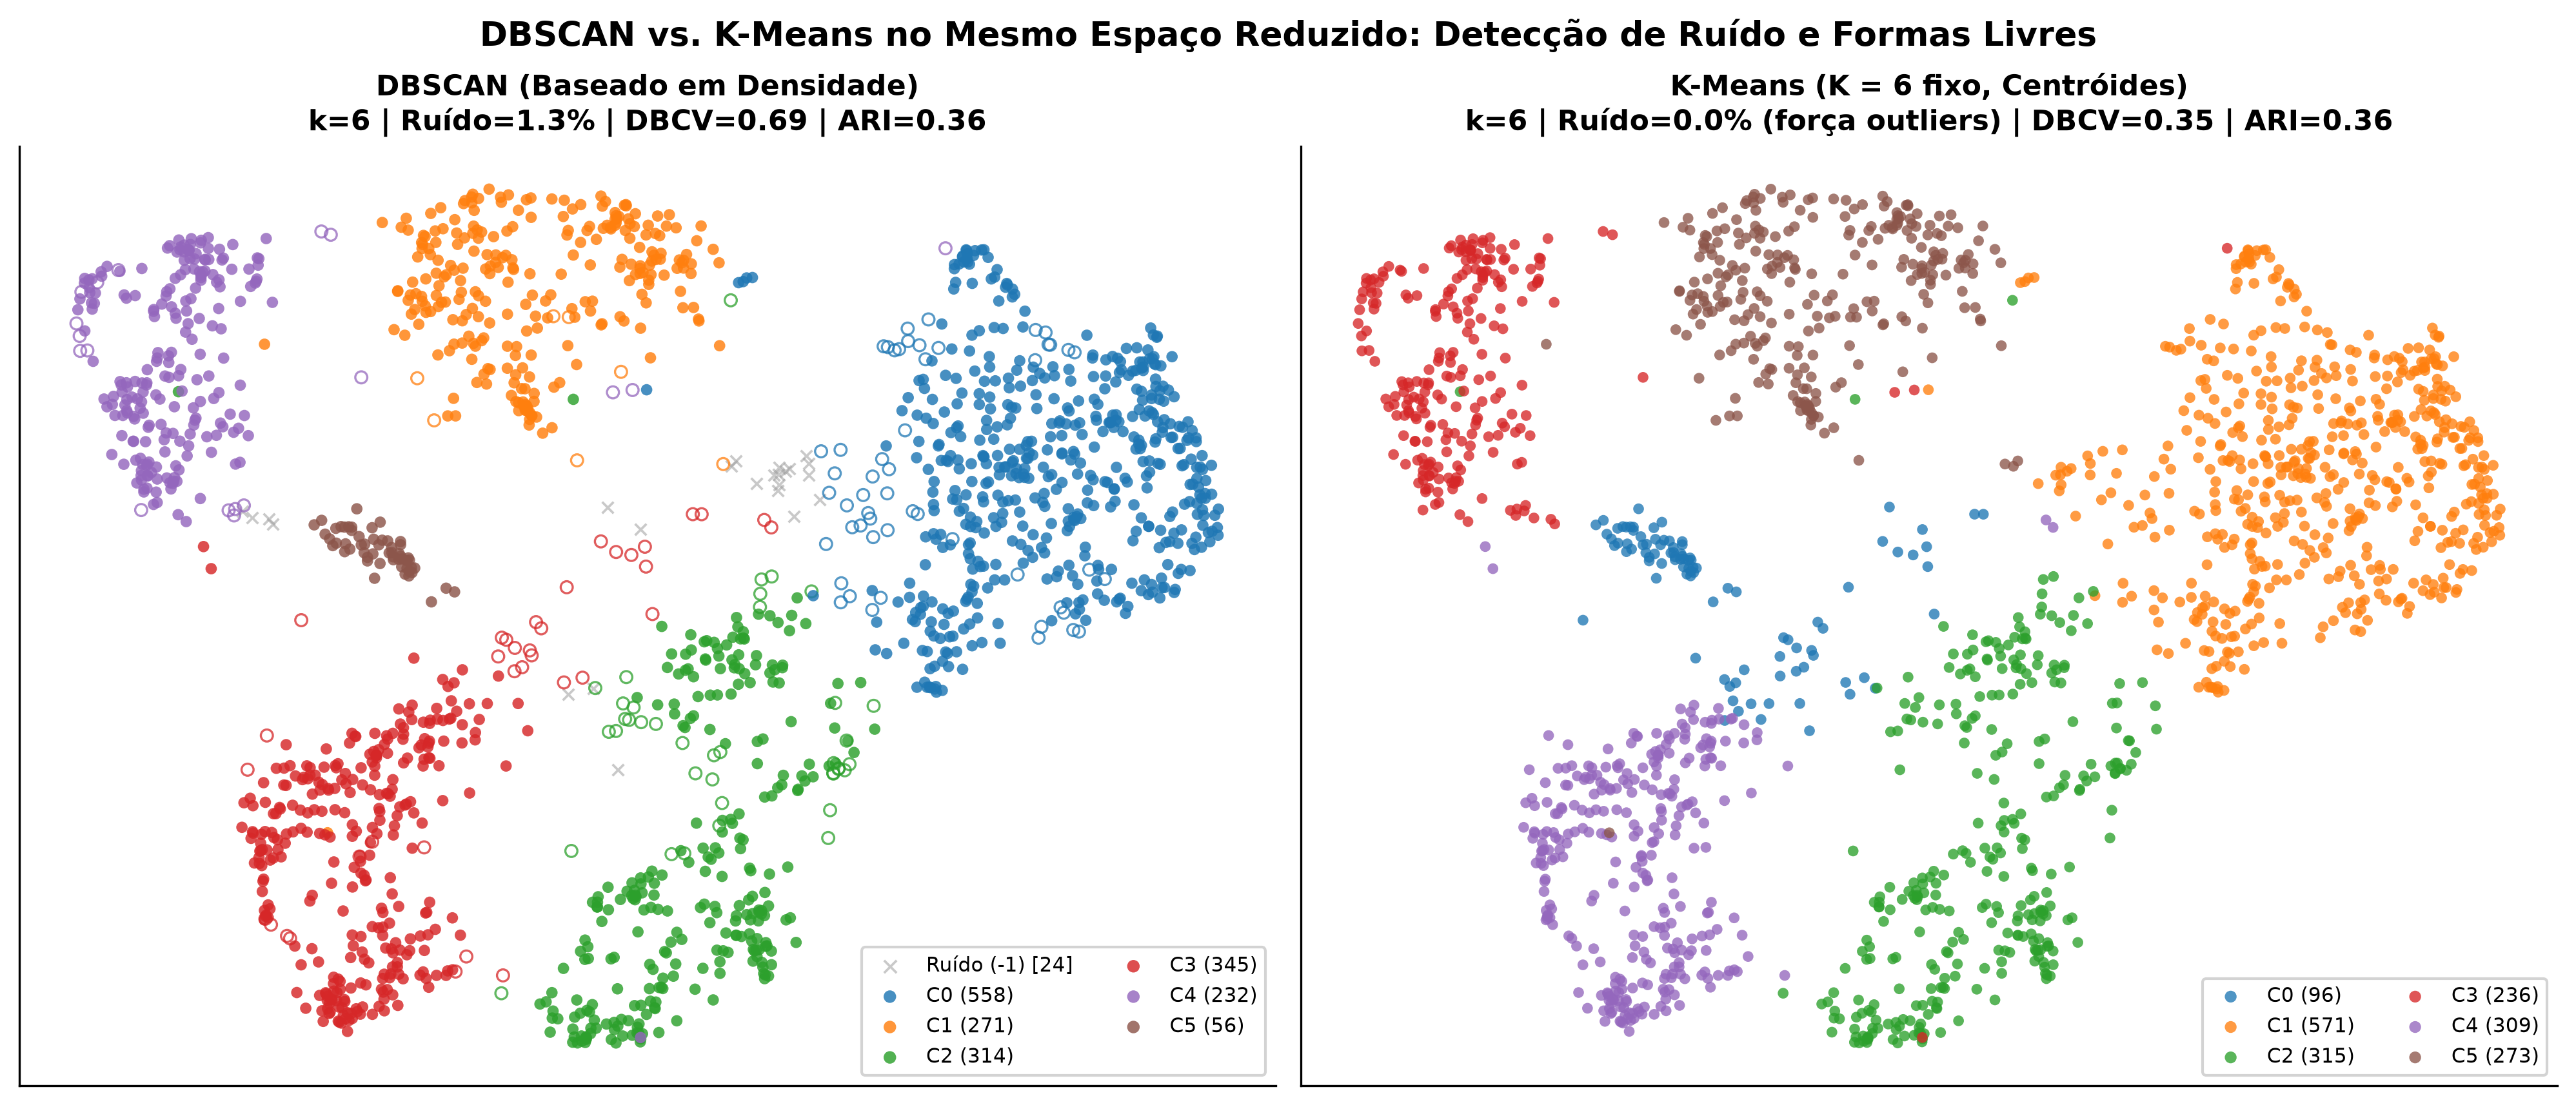 DBSCAN vs. K-Means no Mesmo Espaço Reduzido: Detecção de Ruído e Formas Livres
DBSCAN (Baseado em Densidade)
k=6 | Ruído=1.3% | DBCV=0.69 | ARI=0.36
Ruído (-1) [24]
C0 (558)
C1 (271)
C2 (314)
C3 (345)
C4 (232)
C5 (56)
K-Means (K = 6 fixo, Centróides)
k=6 | Ruído=0.0% (força outliers) | DBCV=0.35 | ARI=0.36
C0 (96)
C1 (571)
C2 (315)
C3 (236)
C4 (309)
C5 (273)